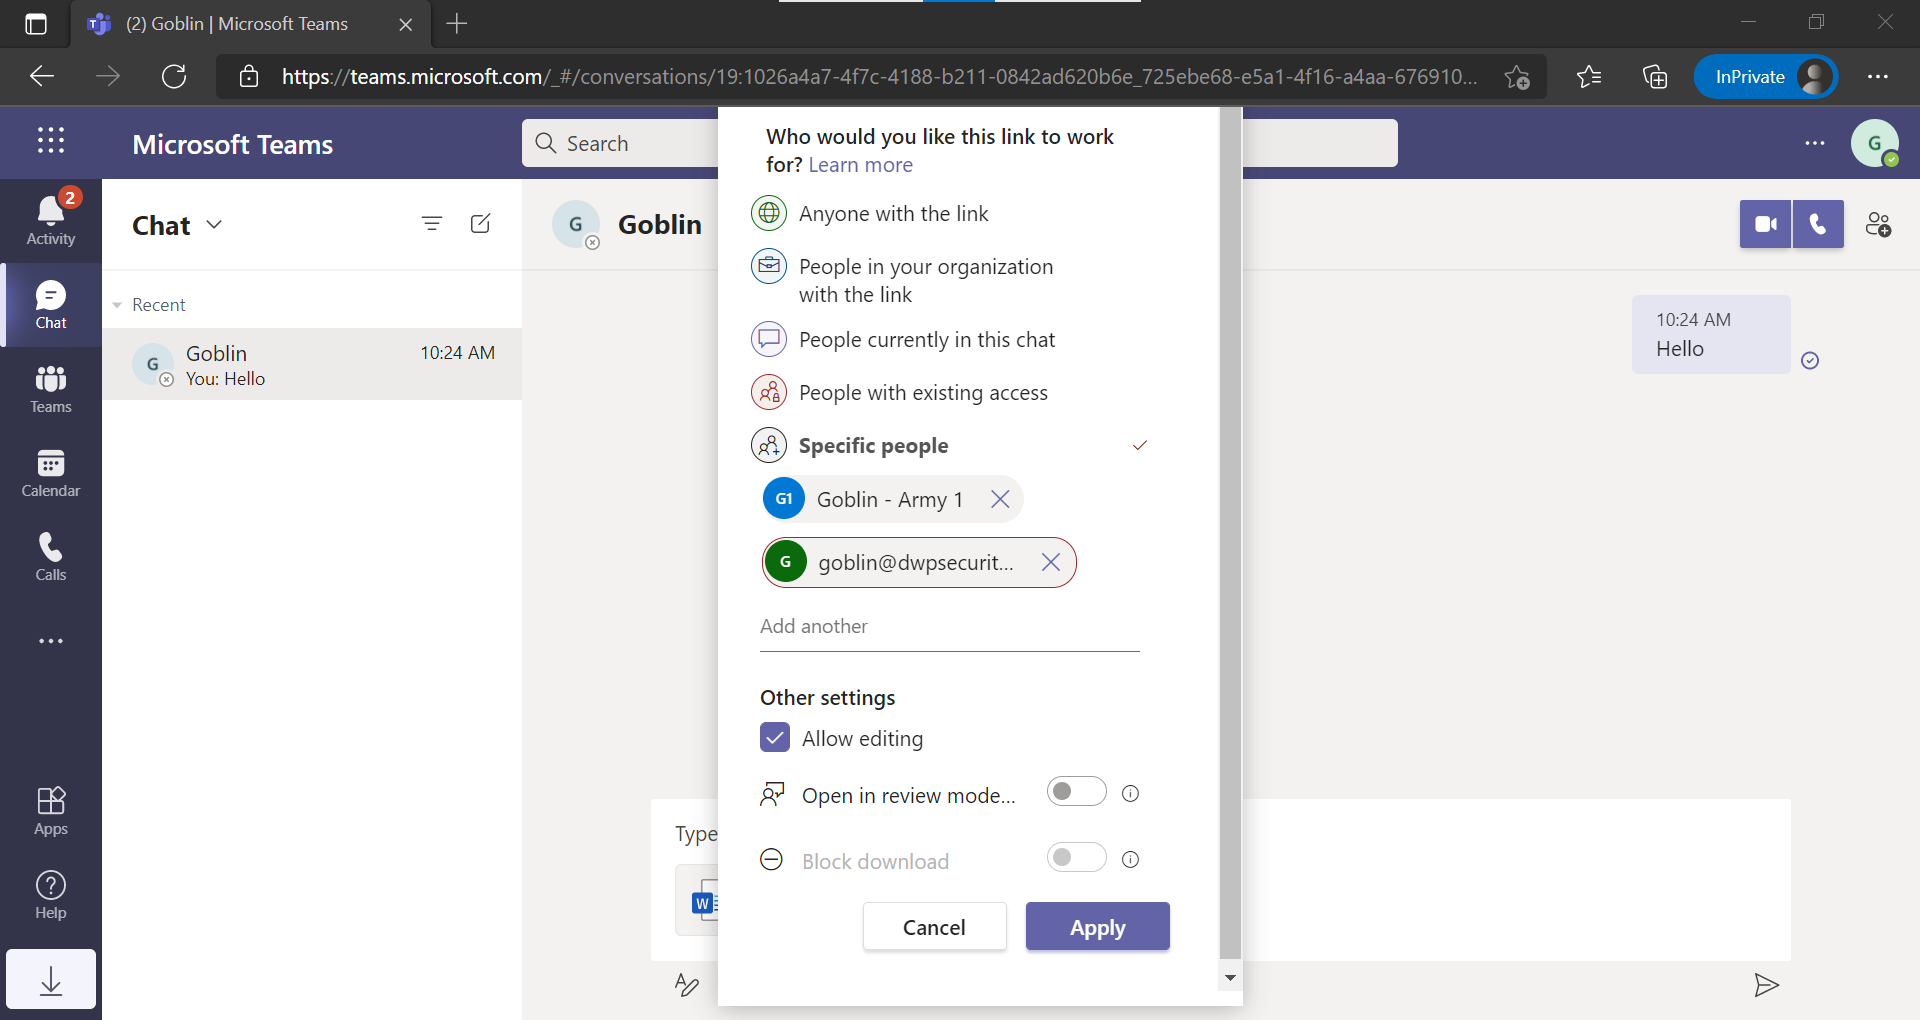 (2) Goblin | Microsoft Teams
https://teams.microsoft.com/_#/conversations/19:1026a4a7-4f7c-4188-b211-0842ad620b6e_725ebe68-e5a1-4f16-a4aa-676910...
InPrivate
Microsoft Teams
Search
G
2
Activity
Chat
Teams
Calendar
Calls
Apps
Help
Chat
Recent
G
Goblin
10:24 AM
You: Hello
G
Goblin
10:24 AM
Hello
Type
W
Who would you like this link to work
for? Learn more
Anyone with the link
People in your organization
with the link
People currently in this chat
People with existing access
Specific people
G1
Goblin - Army 1
G
goblin@dwpsecurit...
Add another
Other settings
Allow editing
Open in review mode...
Block download
Cancel
Apply